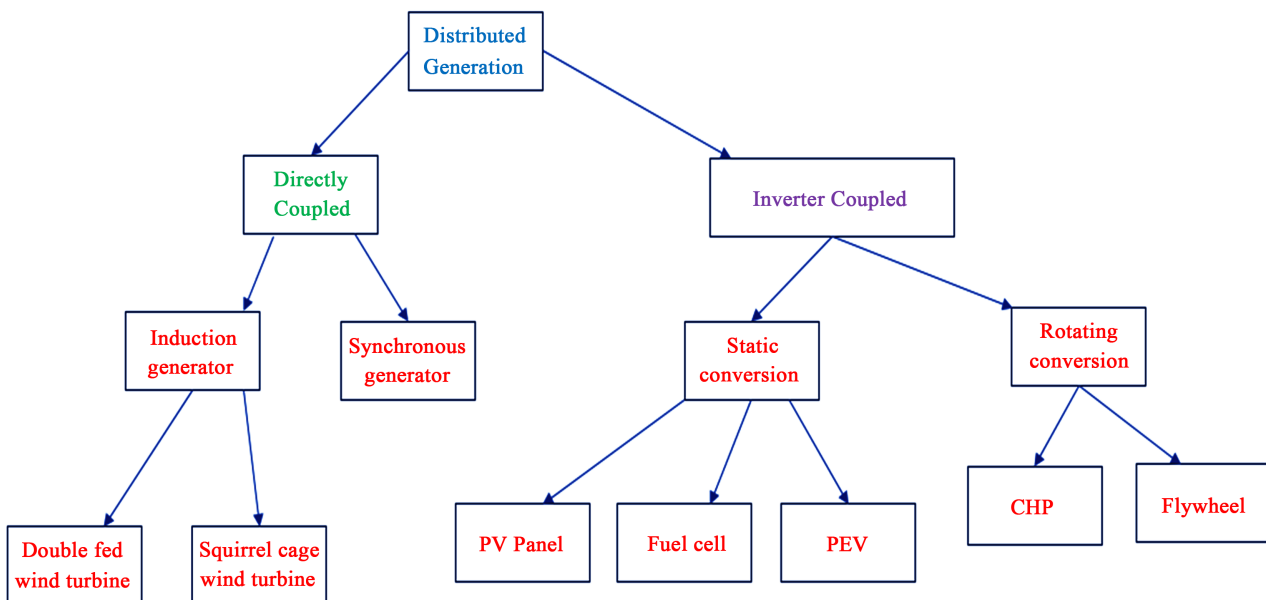 Distributed
Generation
Directly
Coupled
Inverter Coupled
Induction
generator
Synchronous
generator
Static
conversion
Rotating
conversion
Double fed
wind turbine
Squirrel cage
wind turbine
PV Panel
Fuel cell
PEV
CHP
Flywheel